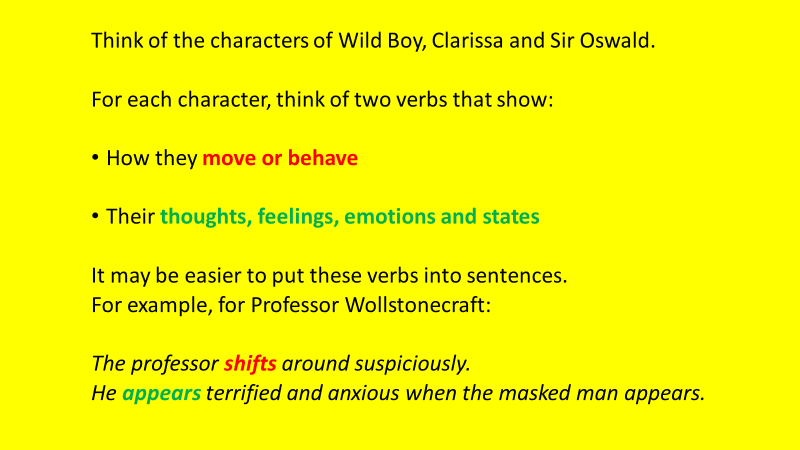 Think of the characters of Wild Boy, Clarissa and Sir Oswald.
For each character, think of two verbs that show:
• How they move or behave
• Their thoughts, feelings, emotions and states
It may be easier to put these verbs into sentences.
For example, for Professor Wollstonecraft:
The professor shifts around suspiciously.
He appears terrified and anxious when the masked man appears.